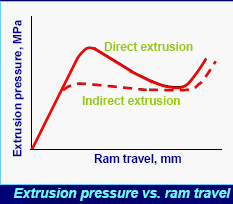 Extrusion pressure, MPa
Direct extrusion
Indirect extrusion
Ram travel, mm
Extrusion pressure vs. ram travel